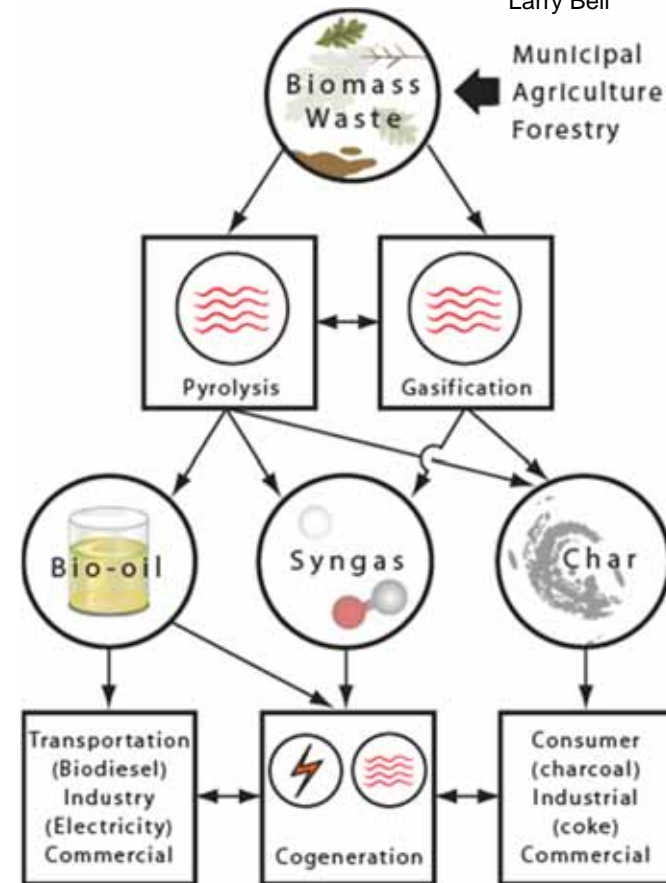 Larry Bell
Biomass
Waste
Municipal
Agriculture
Forestry
Pyrolysis
Gasification
Bio-oil
Syngas
Char
Transportation
(Biodiesel)
Industry
(Electricity)
Commercial
Cogeneration
Consumer
(charcoal)
Industrial
(coke)
Commercial